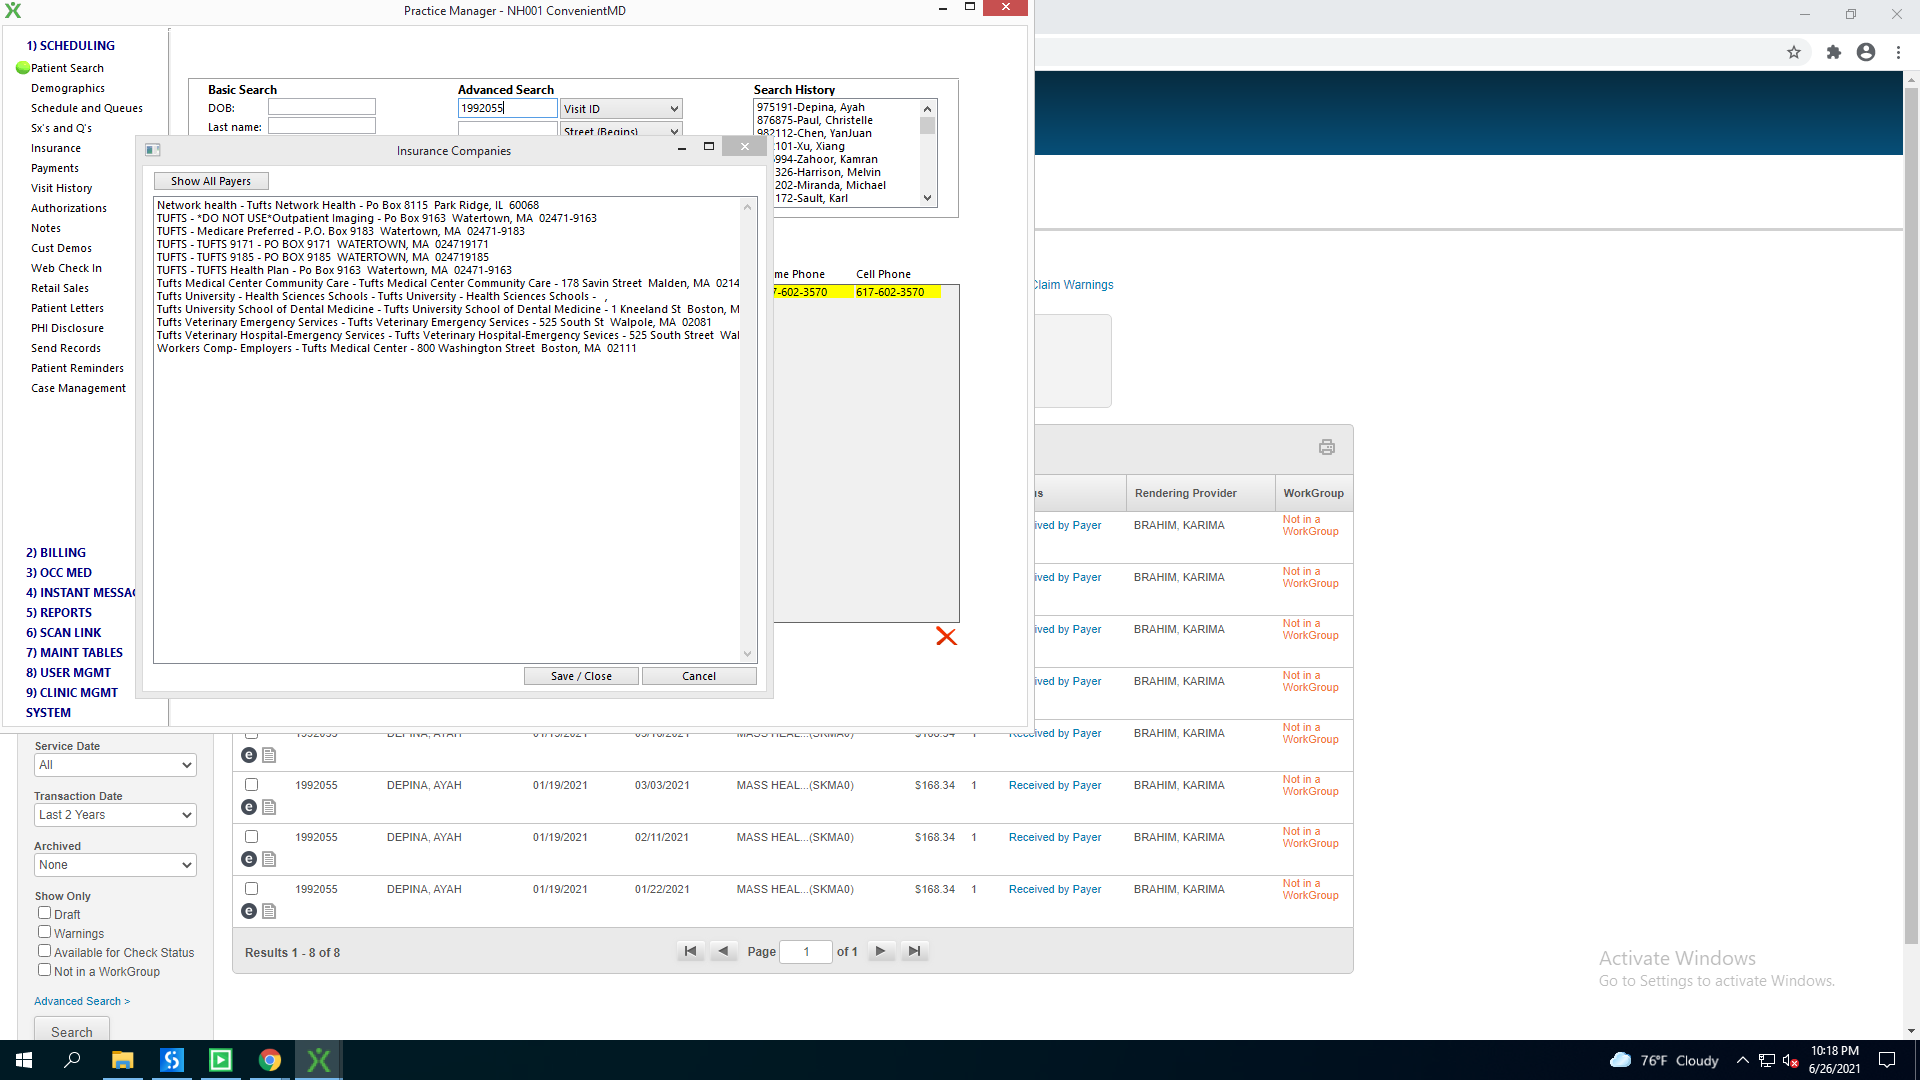 Practice Manager - NH001 ConvenientMD
1) SCHEDULING
Patient Search
Demographics
Schedule and Queues
Sx's and Q's
Insurance
Payments
Visit History
Authorizations
Notes
Cust Demos
Web Check In
Retail Sales
Patient Letters
PHI Disclosure
Send Records
Patient Reminders
Case Management
2) BILLING
3) OCC MED
4) INSTANT MESSAG
5) REPORTS
6) SCAN LINK
7) MAINT TABLES
8) USER MGMT
9) CLINIC MGMT
SYSTEM
Basic Search
DOB:
Last name:
Advanced Search
1992055
Visit ID
Street (Begins)
Search History
975191-Depina, Ayah
876875-Paul, Christelle
982112-Chen, YanJuan
2101-Xu, Xiang
994-Zahoor, Kamran
326-Harrison, Melvin
202-Miranda, Michael
172-Sault, Karl
me Phone
Cell Phone
7-602-3570
617-602-3570
Insurance Companies
Show All Payers
Network health - Tufts Network Health - Po Box 8115 Park Ridge, IL 60068
TUFTS - *DO NOT USE*Outpatient Imaging - Po Box 9163 Watertown, MA 02471-9163
TUFTS - Medicare Preferred - P.O. Box 9183 Watertown, MA 02471-9183
TUFTS - TUFTS 9171 - PO BOX 9171 WATERTOWN, MA 024719171
TUFTS - TUFTS 9185 - PO BOX 9185 WATERTOWN, MA 024719185
TUFTS - TUFTS Health Plan - Po Box 9163 Watertown, MA 02471-9163
Tufts Medical Center Community Care - Tufts Medical Center Community Care - 178 Savin Street Malden, MA 0214
Tufts University - Health Sciences Schools - Tufts University - Health Sciences Schools - ,
Tufts University School of Dental Medicine - Tufts University School of Dental Medicine - 1 Kneeland St Boston, M
Tufts Veterinary Emergency Services - Tufts Veterinary Emergency Services - 525 South St Walpole, MA 02081
Tufts Veterinary Hospital-Emergency Services - Tufts Veterinary Hospital-Emergency Sevices - 525 South Street Wal
Workers Comp- Employers - Tufts Medical Center - 800 Washington Street Boston, MA 02111
Save / Close
Cancel
Claim Warnings
us
Rendering Provider
WorkGroup
ived by Payer BRAHIM, KARIMA Not in a WorkGroup
ived by Payer BRAHIM, KARIMA Not in a WorkGroup
ived by Payer BRAHIM, KARIMA Not in a WorkGroup
ived by Payer BRAHIM, KARIMA Not in a WorkGroup
1992055 DEPINA, AYAH 01/19/2021 MASS HEAL...(SKMA0) $168.34 1 Received by Payer BRAHIM, KARIMA Not in a WorkGroup
1992055 DEPINA, AYAH 01/19/2021 03/03/2021 MASS HEAL...(SKMA0) $168.34 1 Received by Payer BRAHIM, KARIMA Not in a WorkGroup
1992055 DEPINA, AYAH 01/19/2021 02/11/2021 MASS HEAL...(SKMA0) $168.34 1 Received by Payer BRAHIM, KARIMA Not in a WorkGroup
1992055 DEPINA, AYAH 01/19/2021 01/22/2021 MASS HEAL...(SKMA0) $168.34 1 Received by Payer BRAHIM, KARIMA Not in a WorkGroup
Results 1 - 8 of 8
Page 1 of 1
Service Date
All
Transaction Date
Last 2 Years
Archived
None
Show Only
Draft
Warnings
Available for Check Status
Not in a WorkGroup
Advanced Search >
Search
Activate Windows
Go to Settings to activate Windows.
76°F Cloudy
10:18 PM
6/26/2021